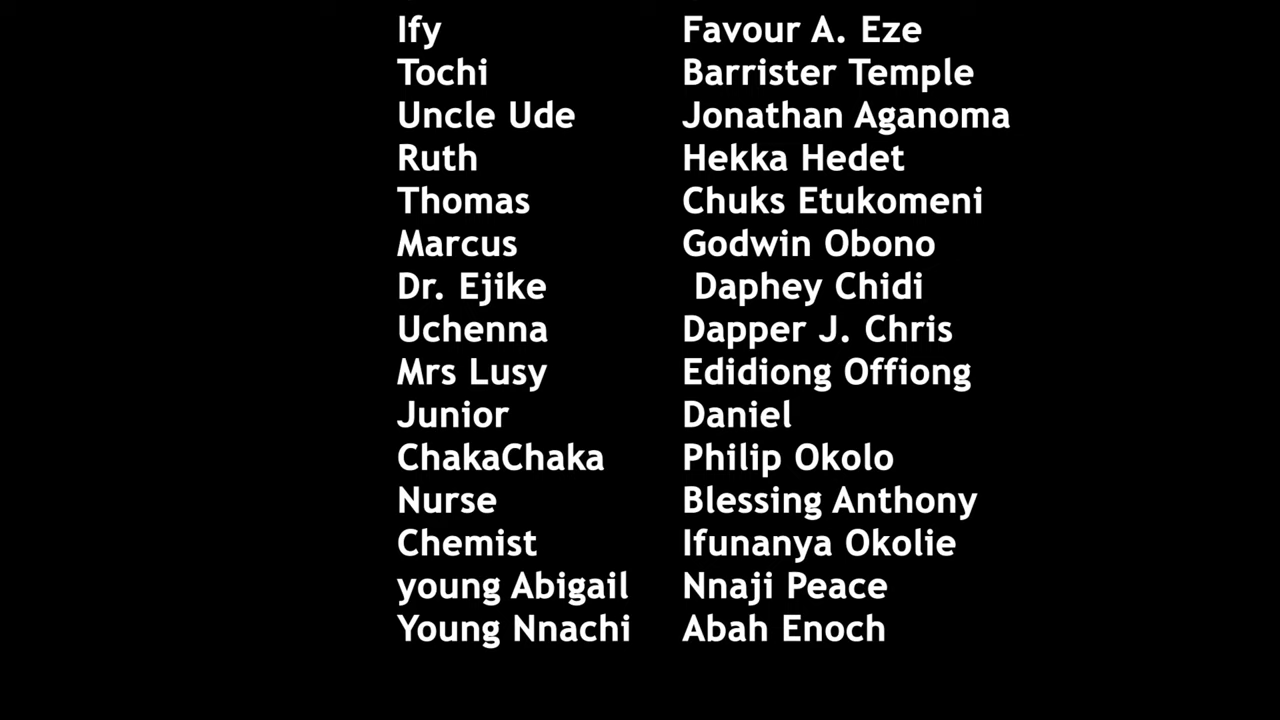 Ify Favour A. Eze
Tochi Barrister Temple
Uncle Ude Jonathan Aganoma
Ruth Hekka Hedet
Thomas Chuks Etukomeni
Marcus Godwin Obono
Dr. Ejike Daphey Chidi
Uchenna Dapper J. Chris
Mrs Lusy Edidiong Offiong
Junior Daniel
ChakaChaka Philip Okolo
Nurse Blessing Anthony
Chemist Ifunanya Okolie
young Abigail Nnaji Peace
Young Nnachi Abah Enoch